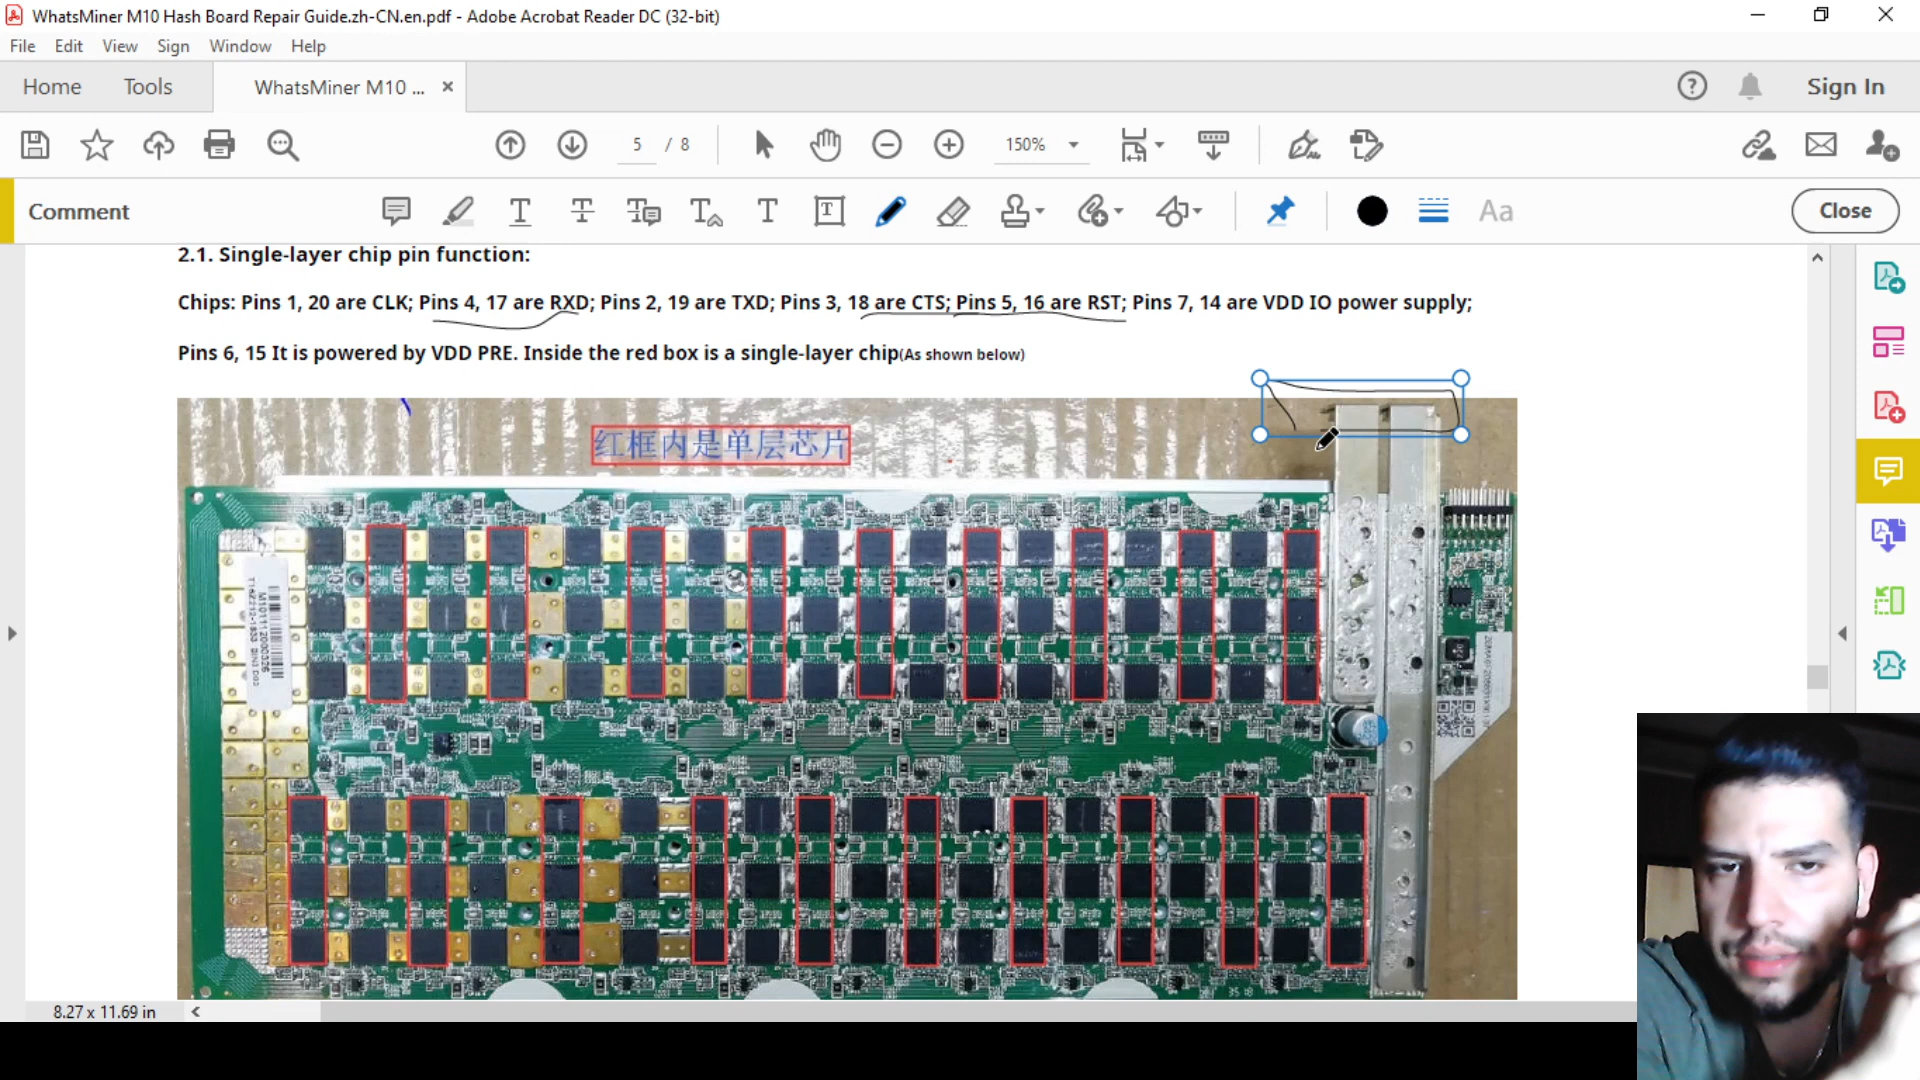 WhatsMiner M10 Hash Board Repair Guide.zh-CN.en.pdf - Adobe Acrobat Reader DC (32-bit)
File Edit View Sign Window Help
Home Tools WhatsMiner M10 ... ×
Sign In
5 / 8 150%
Comment
Aa
Close
2.1. Single-layer chip pin function:
Chips: Pins 1, 20 are CLK; Pins 4, 17 are RXD; Pins 2, 19 are TXD; Pins 3, 18 are CTS; Pins 5, 16 are RST; Pins 7, 14 are VDD IO power supply;
Pins 6, 15 It is powered by VDD PRE. Inside the red box is a single-layer chip(As shown below)
红框内是单层芯片
8.27 x 11.69 in